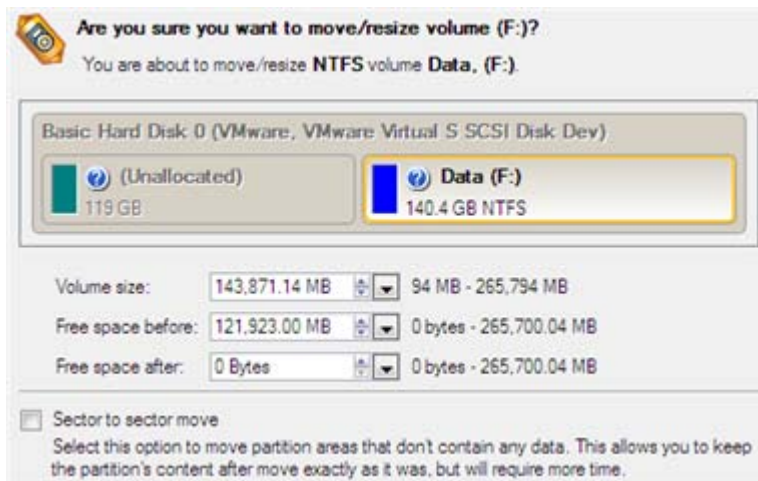 Are you sure you want to move/resize volume (F:)?
You are about to move/resize NTFS volume Data, (F:).
Basic Hard Disk 0 (VMware, VMware Virtual S SCSI Disk Dev)
(Unallocated)
119 GB
Data (F:)
140.4 GB NTFS
Volume size: 143,871.14 MB 94 MB - 265,794 MB
Free space before: 121,923.00 MB 0 bytes - 265,700.04 MB
Free space after: 0 Bytes 0 bytes - 265,700.04 MB
Sector to sector move
Select this option to move partition areas that don't contain any data. This allows you to keep
the partition's content after move exactly as it was, but will require more time.